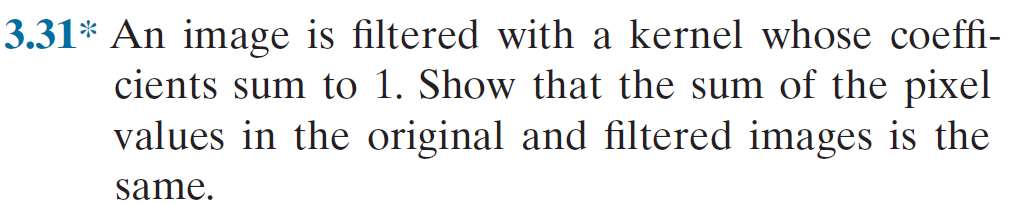 3.31* An image is filtered with a kernel whose coeffi-
cients sum to 1. Show that the sum of the pixel
values in the original and filtered images is the
same.